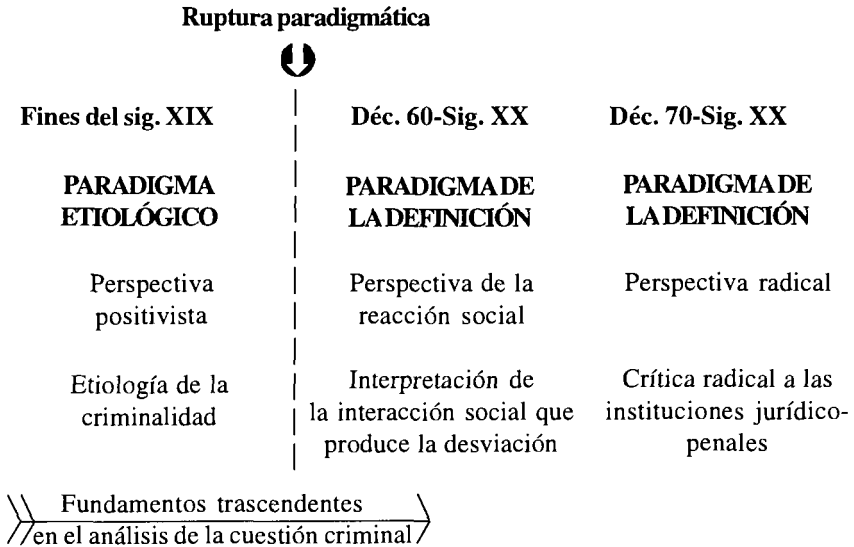 Ruptura paradigmática
Fines del sig. XIX
Déc. 60-Sig. XX
Déc. 70-Sig. XX
PARADIGMA
ETIOLÓGICO
PARADIGMA DE
LA DEFINICIÓN
PARADIGMA DE
LA DEFINICIÓN
Perspectiva
positivista
Perspectiva de la
reacción social
Perspectiva radical
Etiología de la
criminalidad
Interpretación de
la interacción social que
produce la desviación
Crítica radical a las
instituciones jurídico-
penales
Fundamentos trascendentes
en el análisis de la cuestión criminal